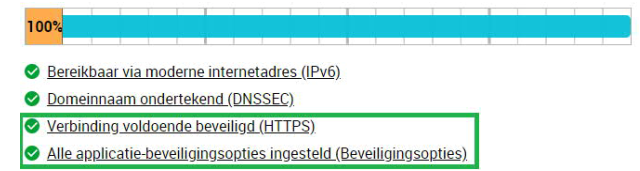 100%
Bereikbaar via moderne internetadres (IPv6)
Domeinnaam ondertekend (DNSSEC)
Verbinding voldoende beveiligd (HTTPS)
Alle applicatie-beveiligingsopties ingesteld (Beveiligingsopties)